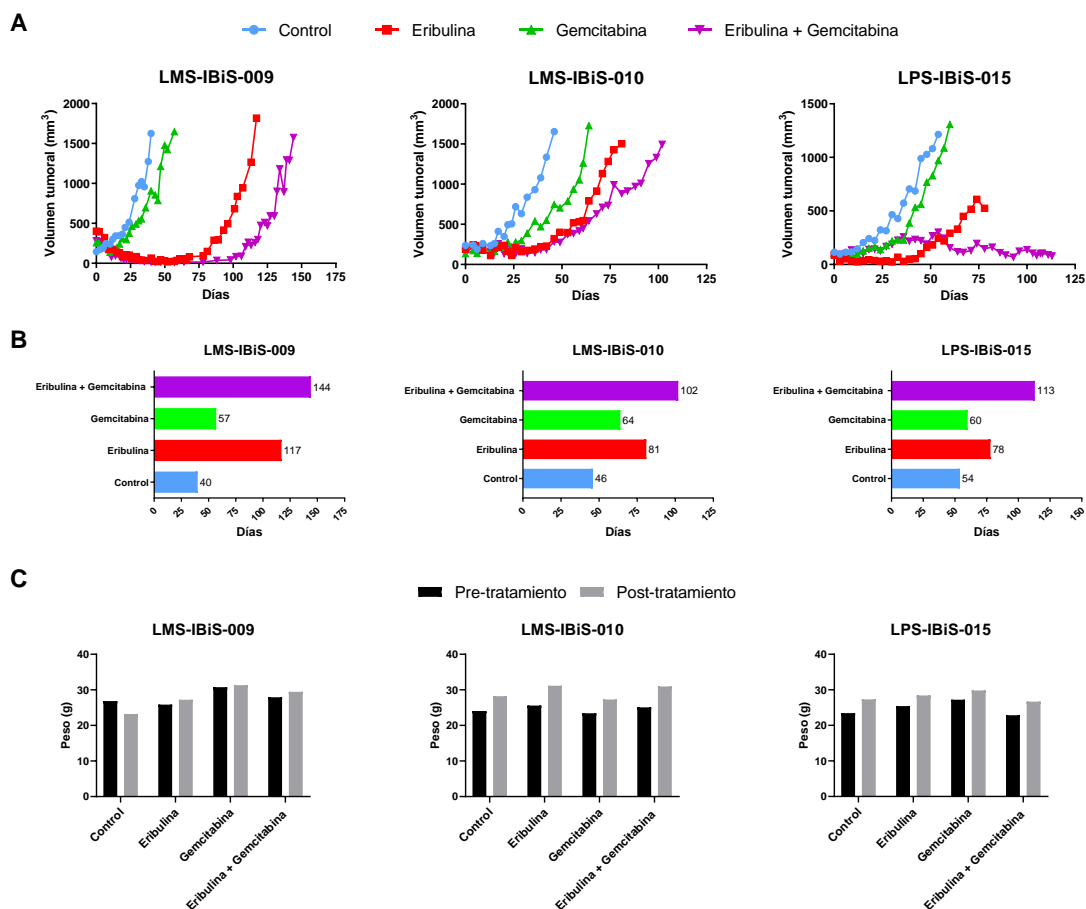 A
Control Eribulina Gemcitabina Eribulina + Gemcitabina
LMS-IBiS-009
Volumen tumoral (mm³)
2000
1500
1000
500
0
0 25 50 75 100 125 150 175
Días
LMS-IBiS-010
Volumen tumoral (mm³)
2000
1500
1000
500
0
0 25 50 75 100 125
Días
LPS-IBiS-015
Volumen tumoral (mm³)
1500
1000
500
0
0 25 50 75 100 125
Días
B
LMS-IBiS-009
Eribulina + Gemcitabina 144
Gemcitabina 57
Eribulina 117
Control 40
0 25 50 75 100 125 150 175
Días
LMS-IBiS-010
Eribulina + Gemcitabina 102
Gemcitabina 64
Eribulina 81
Control 46
0 25 50 75 100 125
Días
LPS-IBiS-015
Eribulina + Gemcitabina 113
Gemcitabina 60
Eribulina 78
Control 54
0 25 50 75 100 125 150
Días
C
Pre-tratamiento Post-tratamiento
LMS-IBiS-009
Peso (g)
40
30
20
10
0
Control Eribulina Gemcitabina Eribulina + Gemcitabina
LMS-IBiS-010
Peso (g)
40
30
20
10
0
Control Eribulina Gemcitabina Eribulina + Gemcitabina
LPS-IBiS-015
Peso (g)
40
30
20
10
0
Control Eribulina Gemcitabina Eribulina + Gemcitabina